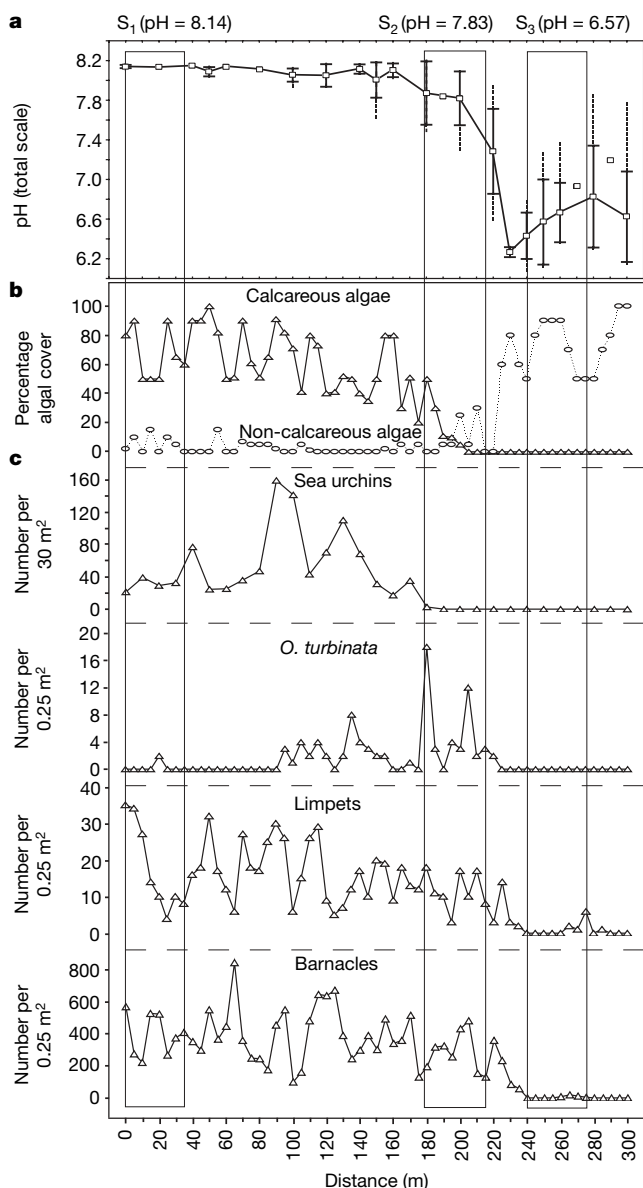 a
S1 (pH = 8.14) S2 (pH = 7.83) S3 (pH = 6.57)
8.2
7.8
7.4
7.0
6.6
6.2
pH (total scale)
b
Calcareous algae
100
80
60
40
20
0
Percentage
algal cover
Non-calcareous algae
c
Sea urchins
160
120
80
40
0
Number per
30 m²
O. turbinata
20
16
12
8
4
0
Number per
0.25 m²
Limpets
40
30
20
10
0
Number per
0.25 m²
Barnacles
600
400
200
0
Number per
0.25 m²
0 20 40 60 80 100 120 140 160 180 200 220 240 260 280 300
Distance (m)